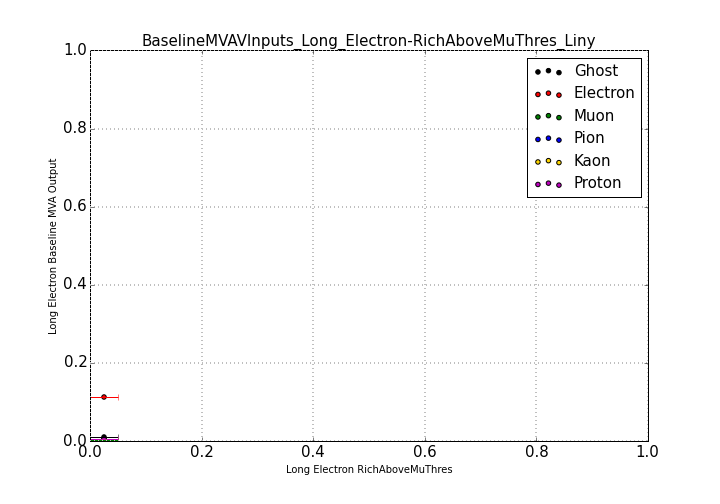 BaselineMVAVInputs_Long_Electron-RichAboveMuThres_Liny
1.0
0.8
0.6
0.4
0.2
0.0
Long Electron Baseline MVA Output
Ghost
Electron
Muon
Pion
Kaon
Proton
0.0 0.2 0.4 0.6 0.8 1.0
Long Electron RichAboveMuThres